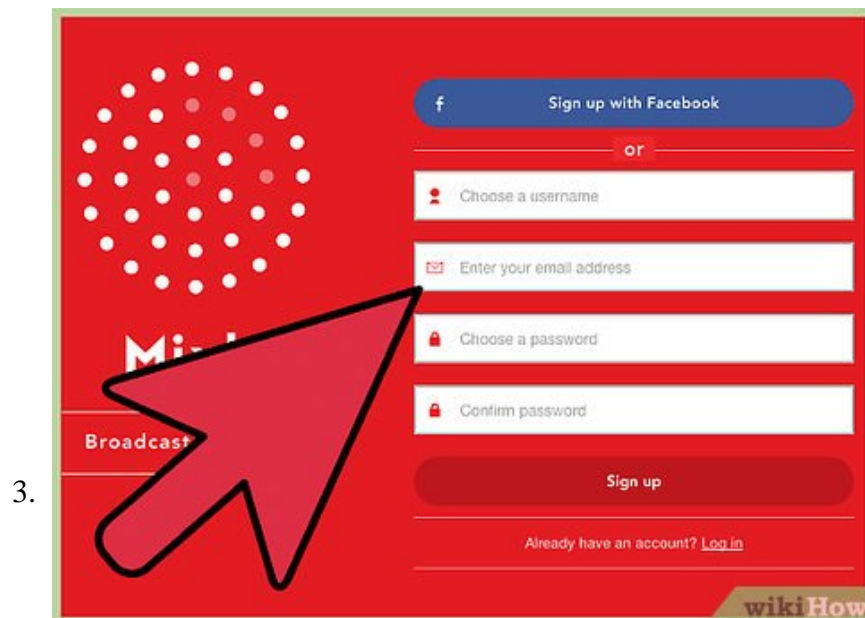 Sign up with Facebook
or
Choose a username
Enter your email address
Choose a password
Broadcast
Confirm password
3.
Sign up
Already have an account? Log in
wikiHow